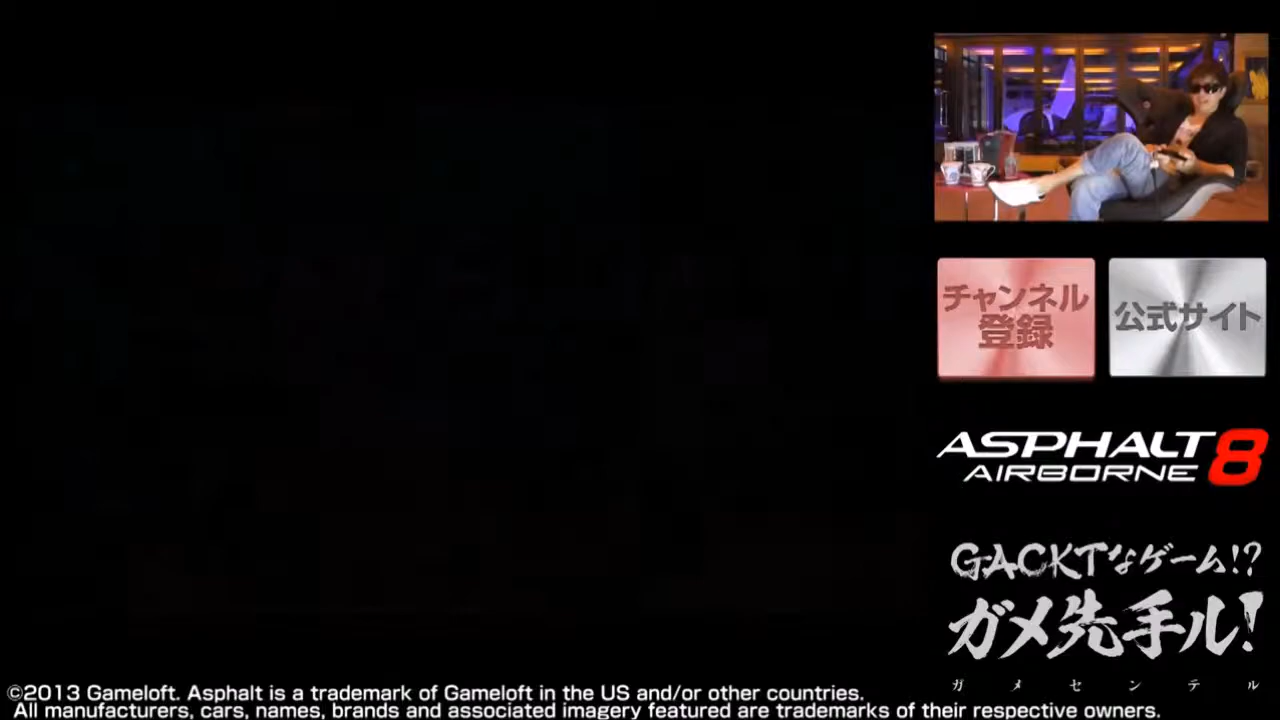 チャンネル
登録
公式サイト
ASPHALT 8
AIRBORNE
GACKTなゲーム!?
ガメ先手ル!
ガメセンテル
©2013 Gameloft. Asphalt is a trademark of Gameloft in the US and/or other countries.
All manufacturers, cars, names, brands and associated imagery featured are trademarks of their respective owners.